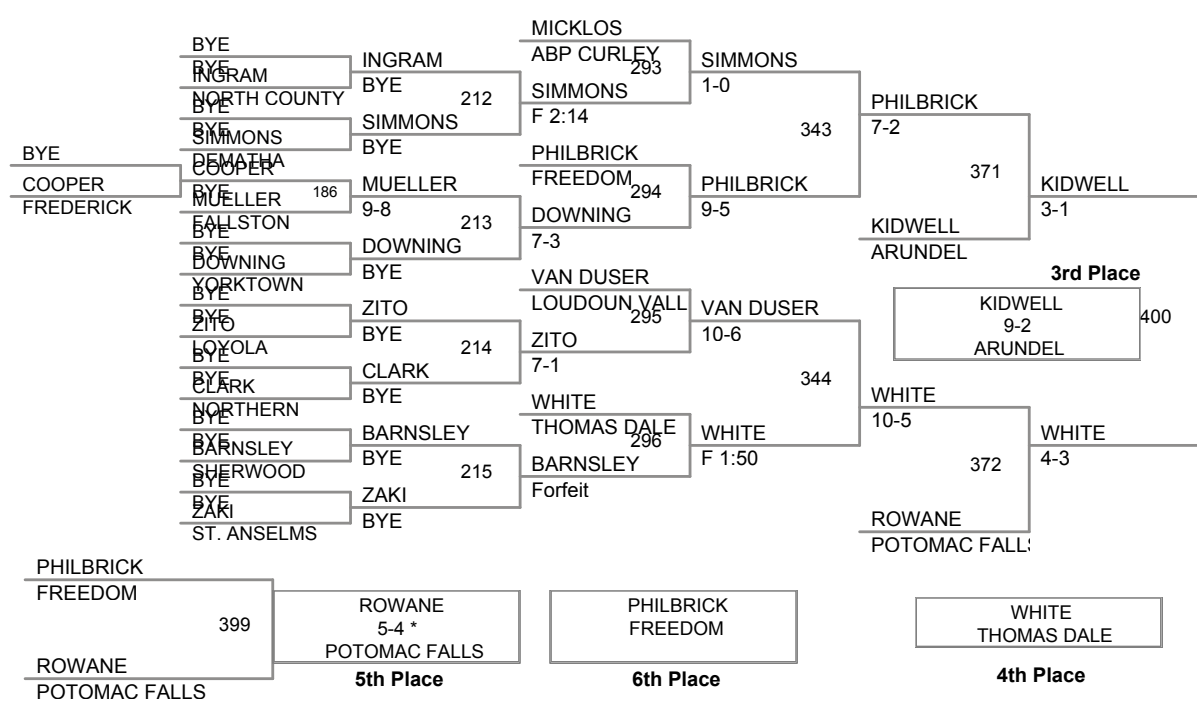 BYE
COOPER
FREDERICK
BYE
BYE
INGRAM
NORTH COUNTY
BYE
BYE
SIMMONS
DEMATHA
COOPER
BYE
MUELLER
FALLSTON
186
BYE
BYE
DOWNING
YORKTOWN
BYE
BYE
ZITO
LOYOLA
BYE
BYE
CLARK
NORTHERN
BYE
BYE
BARNSLEY
SHERWOOD
BYE
BYE
ZAKI
ST. ANSELMS
INGRAM
BYE
212
SIMMONS
BYE
MUELLER
9-8
213
DOWNING
BYE
ZITO
BYE
214
CLARK
BYE
BARNSLEY
BYE
215
ZAKI
BYE
MICKLOS
ABP CURLEY
293
SIMMONS
F 2:14
PHILBRICK
FREEDOM
294
DOWNING
7-3
VAN DUSER
LOUDOUN VALL
295
ZITO
7-1
WHITE
THOMAS DALE
296
BARNSLEY
Forfeit
SIMMONS
1-0
343
PHILBRICK
9-5
VAN DUSER
10-6
344
WHITE
F 1:50
PHILBRICK
7-2
371
KIDWELL
ARUNDEL
WHITE
10-5
372
ROWANE
POTOMAC FALLS
KIDWELL
3-1
3rd Place
KIDWELL
9-2
ARUNDEL
400
WHITE
4-3
PHILBRICK
FREEDOM
399
ROWANE
POTOMAC FALLS
ROWANE
5-4 *
POTOMAC FALLS
5th Place
PHILBRICK
FREEDOM
6th Place
WHITE
THOMAS DALE
4th Place